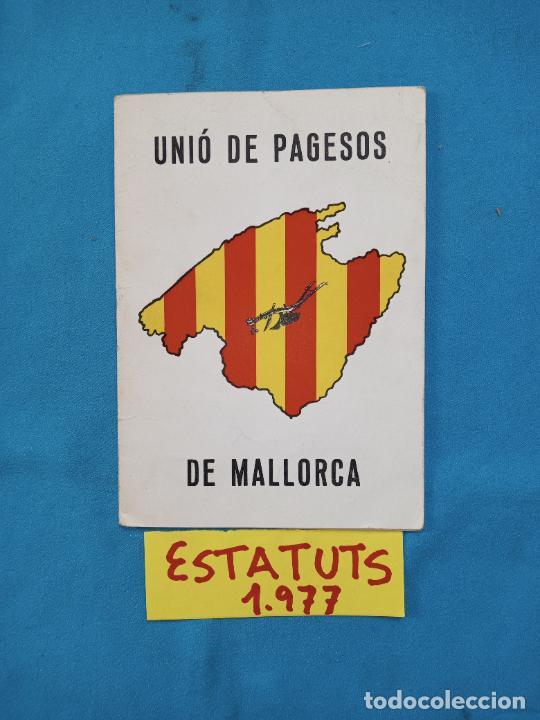 UNIÓ DE PAGESOS
DE MALLORCA
ESTATUTS
1.977
todocoleccion